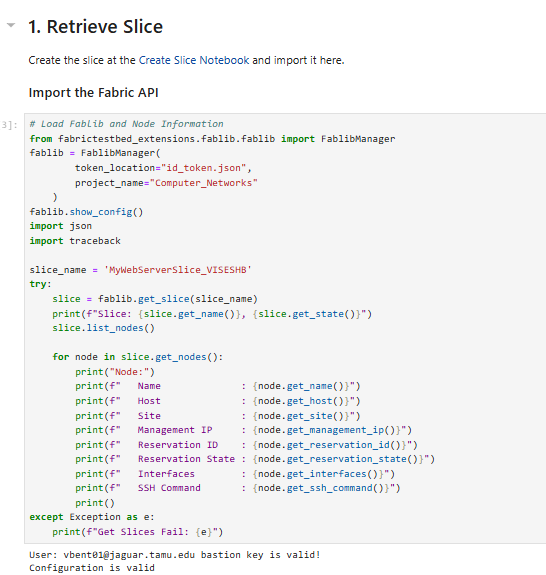 1. Retrieve Slice
Create the slice at the Create Slice Notebook and import it here.
Import the Fabric API
3]:
# Load FabLib and Node Information
from fabrictestbed_extensions.fablib.fablib import FablibManager
fablib = FablibManager(
        token_location="id_token.json",
        project_name="Computer_Networks"
    )
fablib.show_config()
import json
import traceback

slice_name = 'MyWebServerSlice_VISESHB'
try:
    slice = fablib.get_slice(slice_name)
    print(f"Slice: {slice.get_name()}, {slice.get_state()}")
    slice.list_nodes()

    for node in slice.get_nodes():
        print("Node:")
        print(f"   Name              : {node.get_name()}")
        print(f"   Host              : {node.get_host()}")
        print(f"   Site              : {node.get_site()}")
        print(f"   Management IP     : {node.get_management_ip()}")
        print(f"   Reservation ID    : {node.get_reservation_id()}")
        print(f"   Reservation State : {node.get_reservation_state()}")
        print(f"   Interfaces        : {node.get_interfaces()}")
        print(f"   SSH Command       : {node.get_ssh_command()}")
        print()
except Exception as e:
    print(f"Get Slices Fail: {e}")
User: vbent01@jaguar.tamu.edu bastion key is valid!
Configuration is valid